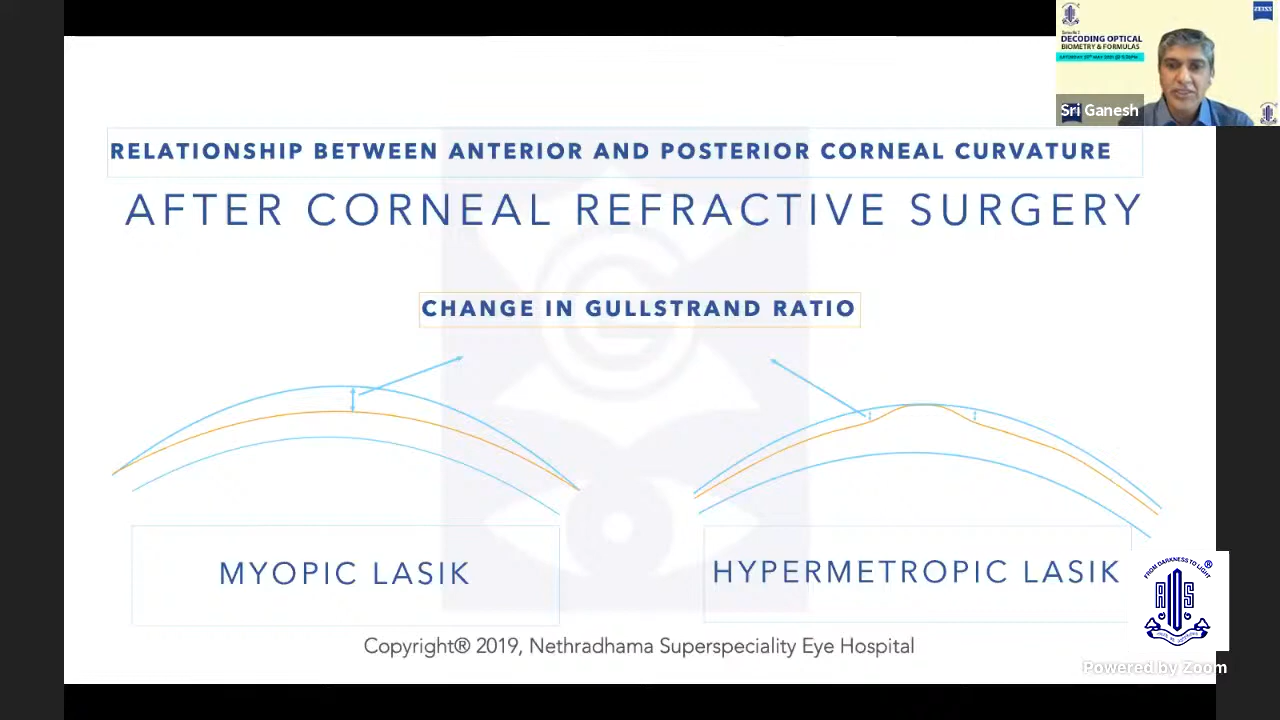 ZEISS
DECODING OPTICAL
BIOMETRY & FORMULAS
Sri Ganesh
RELATIONSHIP BETWEEN ANTERIOR AND POSTERIOR CORNEAL CURVATURE
AFTER CORNEAL REFRACTIVE SURGERY
CHANGE IN GULLSTRAND RATIO
MYOPIC LASIK
HYPERMETROPIC LASIK
FROM DARKNESS TO LIGHT
®
Copyright® 2019, Nethradhama Superspeciality Eye Hospital
Powered by Zoom